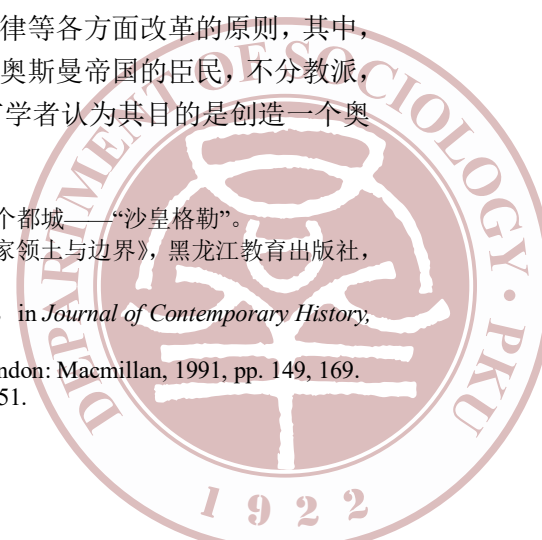 律等各方面改革的原则，其中，
奥斯曼帝国的臣民，不分教派，
学者认为其目的是创造一个奥
个都城——“沙皇格勒”。
家领土与边界》，黑龙江教育出版社，
in Journal of Contemporary History,
ndon: Macmillan, 1991, pp. 149, 169.
51.
DEPARTMENT OF SOCIOLOGY · PKU
1922